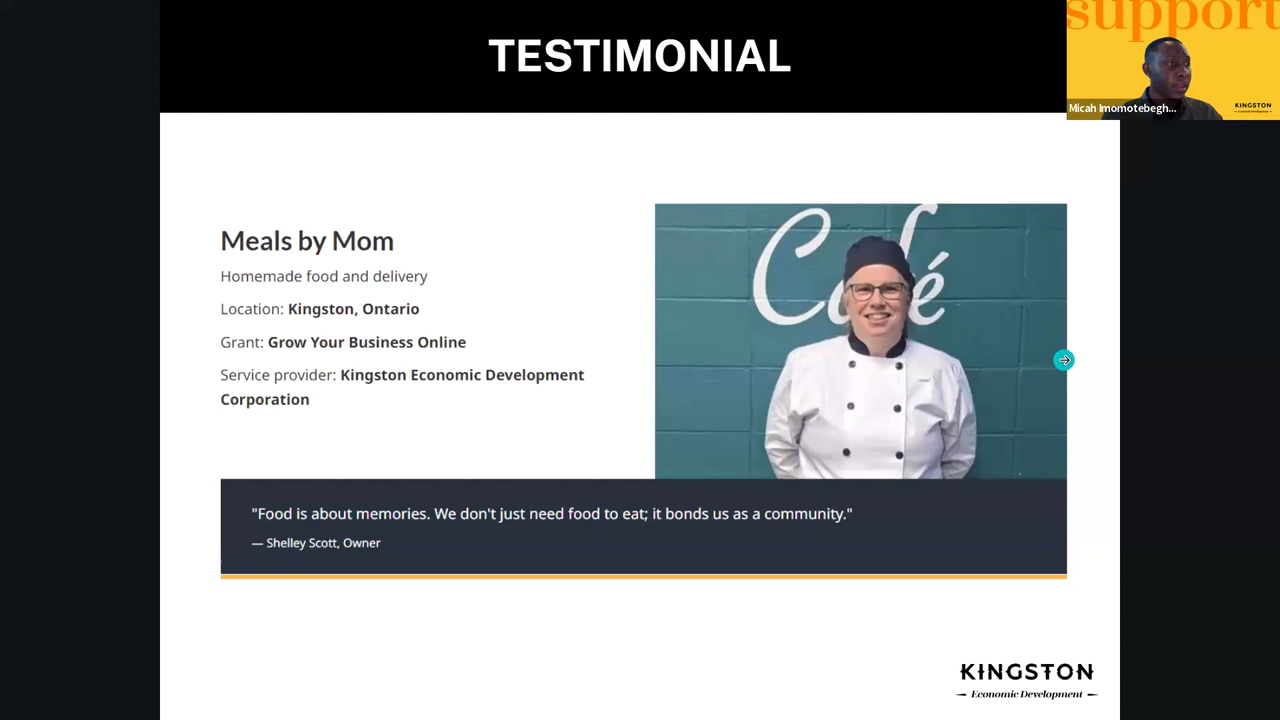 TESTIMONIAL
support
Micah Imomotebegh...
KINGSTON
Meals by Mom
Homemade food and delivery
Location: Kingston, Ontario
Grant: Grow Your Business Online
Service provider: Kingston Economic Development
Corporation
Café
"Food is about memories. We don't just need food to eat; it bonds us as a community."
— Shelley Scott, Owner
KINGSTON
Economic Development